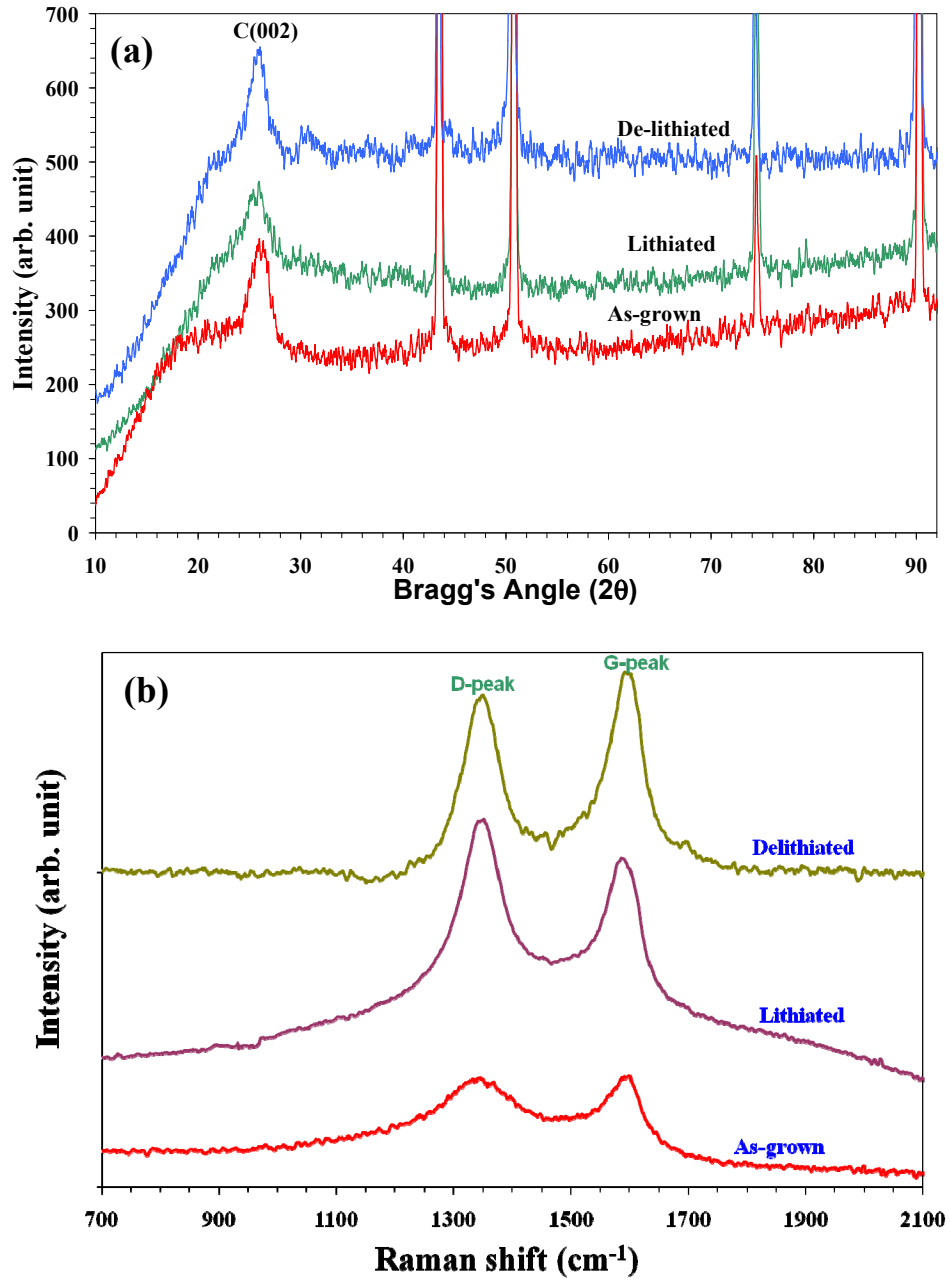 (a)
C(002)
700
600
500
400
300
200
100
0
Intensity (arb. unit)
De-lithiated
Lithiated
As-grown
10 20 30 40 50 60 70 80 90
Bragg's Angle (2θ)
(b)
D-peak
G-peak
Intensity (arb. unit)
Delithiated
Lithiated
As-grown
700 900 1100 1300 1500 1700 1900 2100
Raman shift (cm⁻¹)